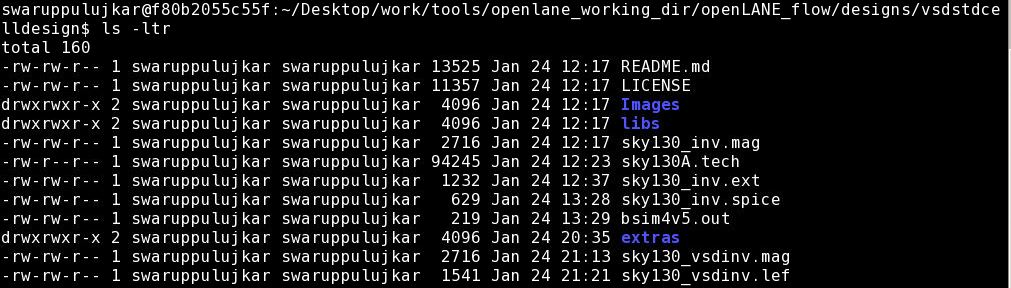 swaruppulujkar@f80b2055c55f:~/Desktop/work/tools/openlane_working_dir/openLANE_flow/designs/vsdstdce
lldesign$ ls -ltr
total 160
-rw-rw-r-- 1 swaruppulujkar swaruppulujkar 13525 Jan 24 12:17 README.md
-rw-rw-r-- 1 swaruppulujkar swaruppulujkar 11357 Jan 24 12:17 LICENSE
drwxrwxr-x 2 swaruppulujkar swaruppulujkar  4096 Jan 24 12:17 Images
drwxrwxr-x 2 swaruppulujkar swaruppulujkar  4096 Jan 24 12:17 libs
-rw-rw-r-- 1 swaruppulujkar swaruppulujkar  2716 Jan 24 12:17 sky130_inv.mag
-rw-r--r-- 1 swaruppulujkar swaruppulujkar 94245 Jan 24 12:23 sky130A.tech
-rw-rw-r-- 1 swaruppulujkar swaruppulujkar  1232 Jan 24 12:37 sky130_inv.ext
-rw-rw-r-- 1 swaruppulujkar swaruppulujkar   629 Jan 24 13:28 sky130_inv.spice
-rw-rw-r-- 1 swaruppulujkar swaruppulujkar   219 Jan 24 13:29 bsim4v5.out
drwxrwxr-x 2 swaruppulujkar swaruppulujkar  4096 Jan 24 20:35 extras
-rw-rw-r-- 1 swaruppulujkar swaruppulujkar  2716 Jan 24 21:13 sky130_vsdinv.mag
-rw-rw-r-- 1 swaruppulujkar swaruppulujkar  1541 Jan 24 21:21 sky130_vsdinv.lef